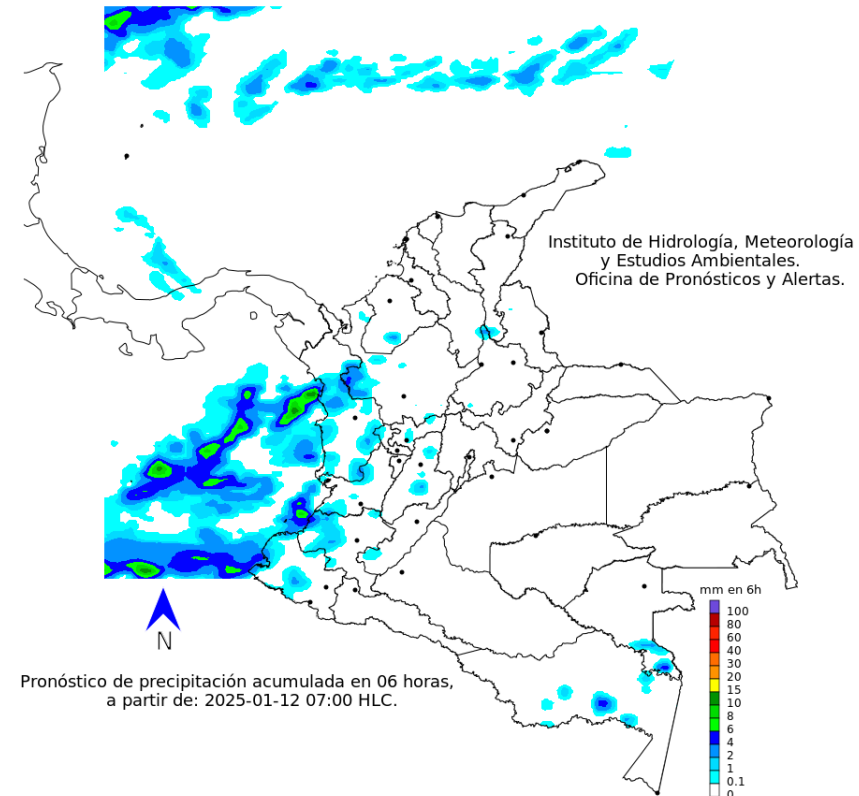 Instituto de Hidrología, Meteorología
y Estudios Ambientales.
Oficina de Pronósticos y Alertas.
mm en 6h
100
80
60
40
30
20
15
10
8
6
4
2
1
0.1
0
N
Pronóstico de precipitación acumulada en 06 horas,
a partir de: 2025-01-12 07:00 HLC.